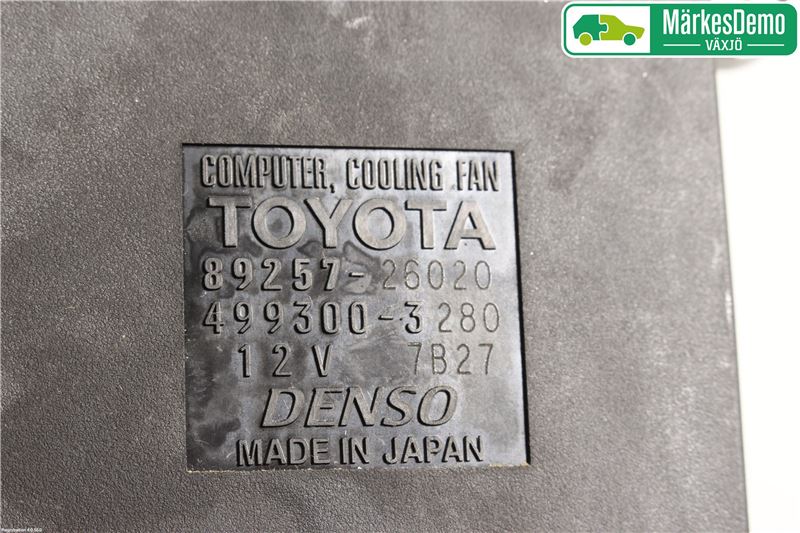 MärkesDemo
VÄXJÖ
COMPUTER, COOLING FAN
TOYOTA
89257-26020
499300-3280
12V 7B27
DENSO
MADE IN JAPAN